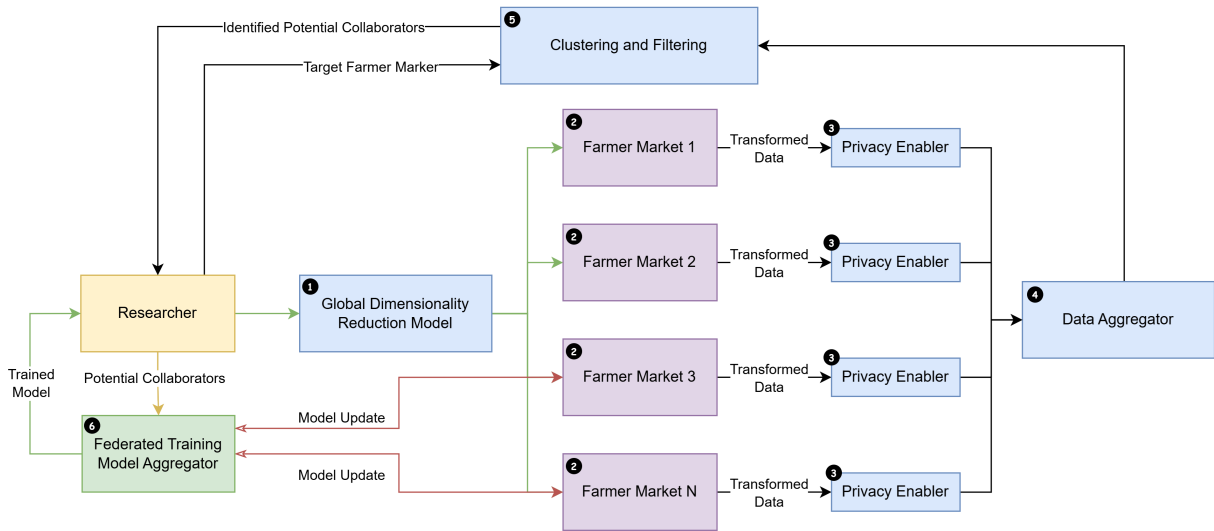 5
Identified Potential Collaborators
Clustering and Filtering
Target Farmer Marker
2
Farmer Market 1
Transformed
Data
3
Privacy Enabler
2
Farmer Market 2
Transformed
Data
3
Privacy Enabler
Researcher
1
Global Dimensionality
Reduction Model
4
Data Aggregator
2
Farmer Market 3
Transformed
Data
3
Privacy Enabler
Trained
Model
Potential Collaborators
Model Update
6
Federated Training
Model Aggregator
Model Update
2
Farmer Market N
Transformed
Data
3
Privacy Enabler